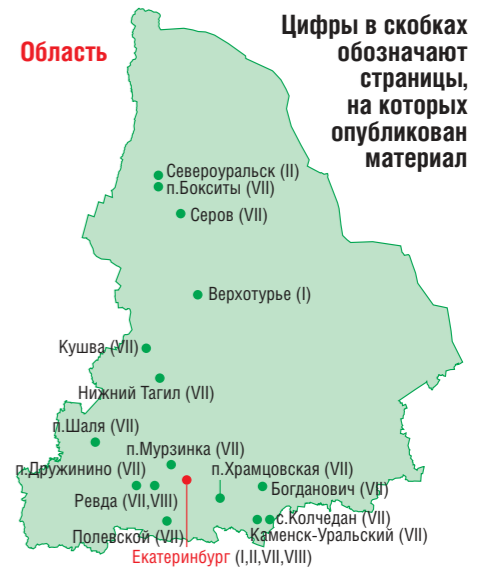 Область
Цифры в скобках
обозначают
страницы,
на которых
опубликован
материал
Североуральск (II)
п.Бокситы (VII)
Серов (VII)
Верхотурье (I)
Кушва (VII)
Нижний Тагил (VII)
п.Шаля (VII)
п.Мурзинка (VII)
п.Дружинино (VII)
п.Храмцовская (VII)
Ревда (VII,VIII)
Богданович (VII)
с.Колчедан (VII)
Полевской (VII)
Каменск-Уральский (VII)
Екатеринбург (I,II,VII,VIII)